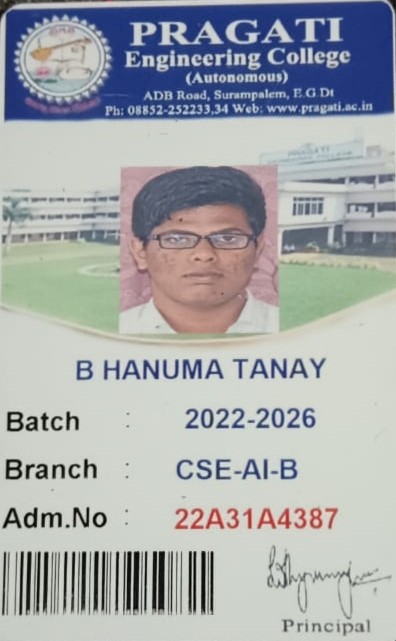 PRAGATI
Engineering College
(Autonomous)
ADB Road, Surampalem, E.G Dt
Ph: 08852-252233,34 Web: www.pragati.ac.in
PRAGATI
B HANUMA TANAY
Batch : 2022-2026
Branch : CSE-AI-B
Adm.No : 22A31A4387
Principal